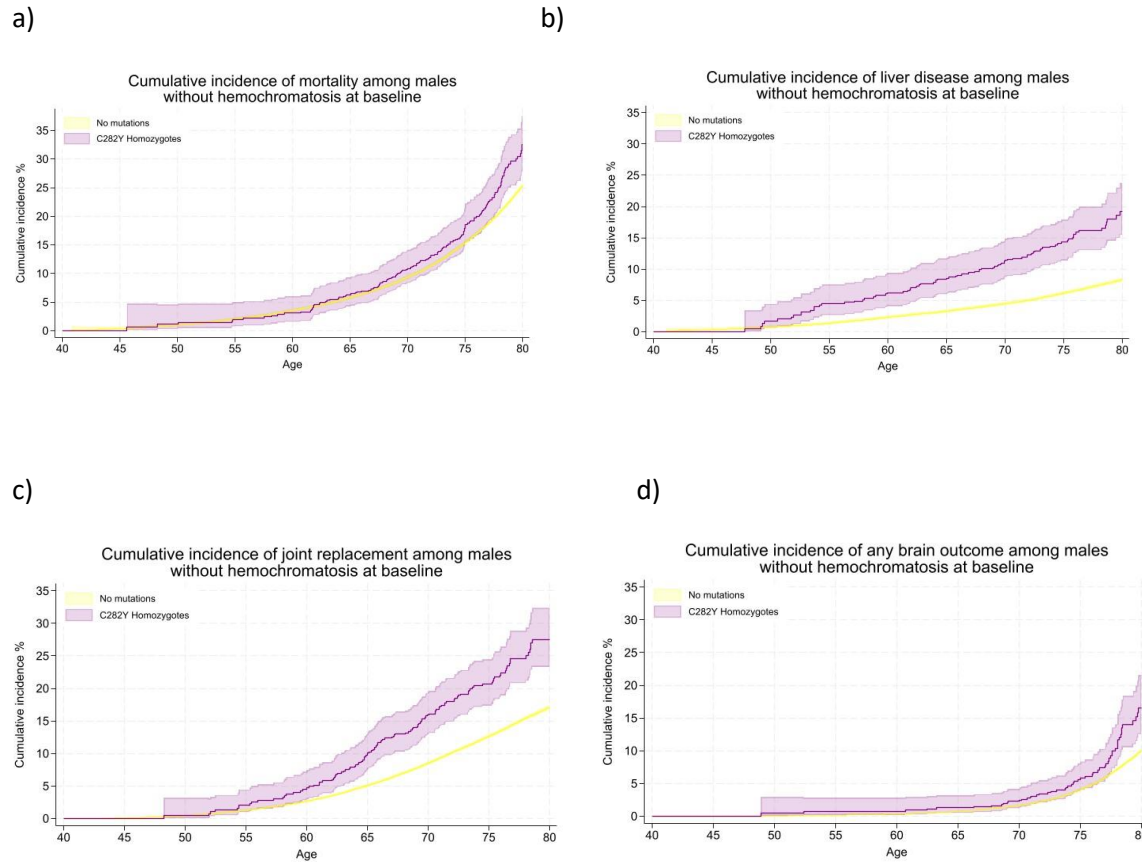 a)
b)
Cumulative incidence of mortality among males
without hemochromatosis at baseline
No mutations
C282Y Homozygotes
Cumulative incidence %
35
30
25
20
15
10
5
0
40 45 50 55 60 65 70 75 80
Age
Cumulative incidence of liver disease among males
without hemochromatosis at baseline
No mutations
C282Y Homozygotes
Cumulative incidence %
35
30
25
20
15
10
5
0
40 45 50 55 60 65 70 75 80
Age
c)
d)
Cumulative incidence of joint replacement among males
without hemochromatosis at baseline
No mutations
C282Y Homozygotes
Cumulative incidence %
35
30
25
20
15
10
5
0
40 45 50 55 60 65 70 75 80
Age
Cumulative incidence of any brain outcome among males
without hemochromatosis at baseline
No mutations
C282Y Homozygotes
Cumulative incidence %
35
30
25
20
15
10
5
0
40 45 50 55 60 65 70 75 80
Age